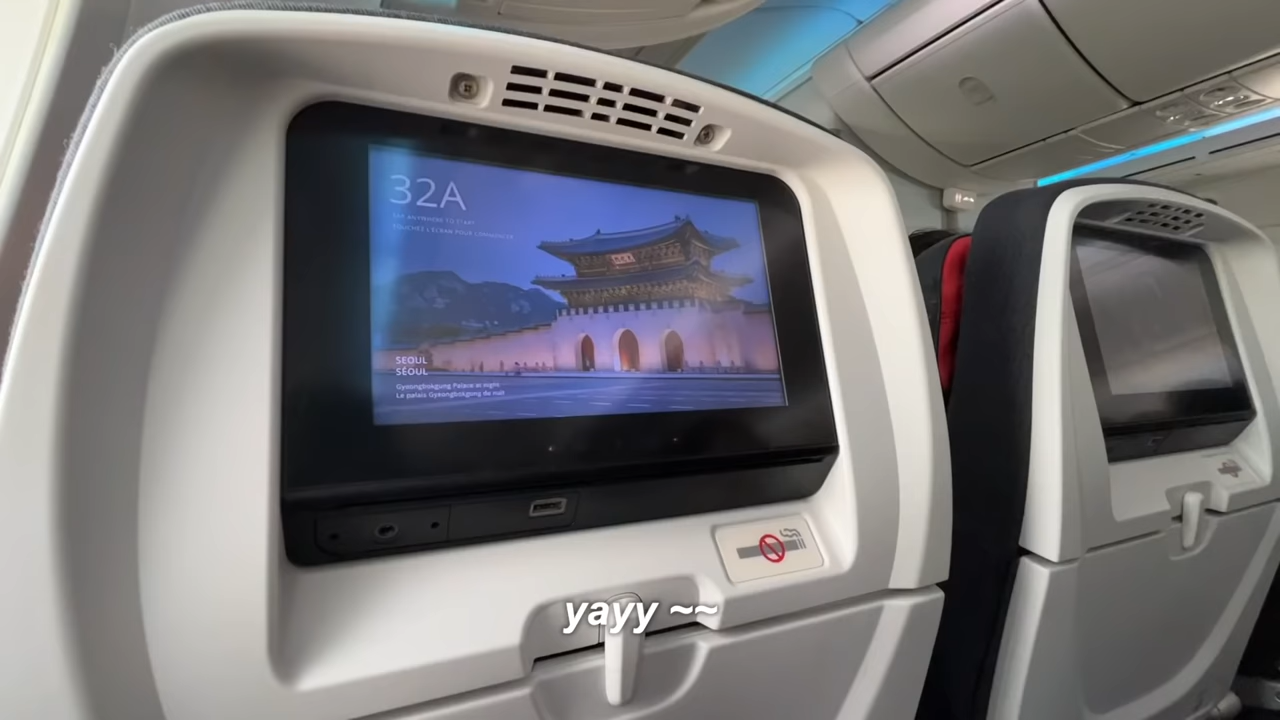 32A
TAP ANYWHERE TO START
TOUCHEZ L'ÉCRAN POUR COMMENCER
SEOUL
SÉOUL
Gyeongbokgung Palace at night
Le palais Gyeongbokgung de nuit
yayy ~~